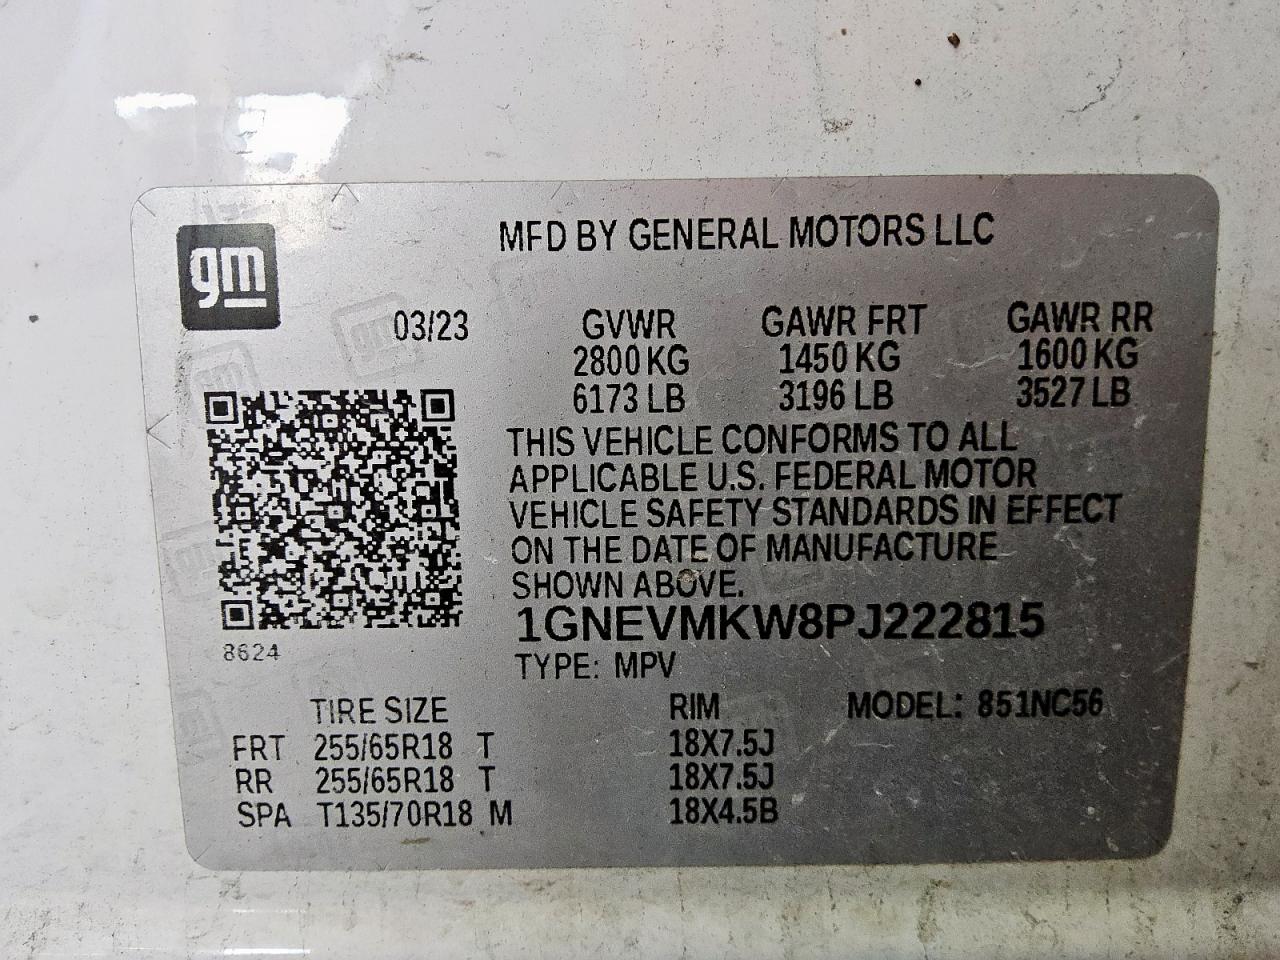 gm
MFD BY GENERAL MOTORS LLC
03/23 GVWR GAWR FRT GAWR RR
2800 KG 1450 KG 1600 KG
6173 LB 3196 LB 3527 LB
THIS VEHICLE CONFORMS TO ALL
APPLICABLE U.S. FEDERAL MOTOR
VEHICLE SAFETY STANDARDS IN EFFECT
ON THE DATE OF MANUFACTURE
SHOWN ABOVE.
1GNEVMKW8PJ222815
8624
TYPE: MPV
TIRE SIZE RIM MODEL: 851NC56
FRT 255/65R18 T 18X7.5J
RR 255/65R18 T 18X7.5J
SPA T135/70R18 M 18X4.5B